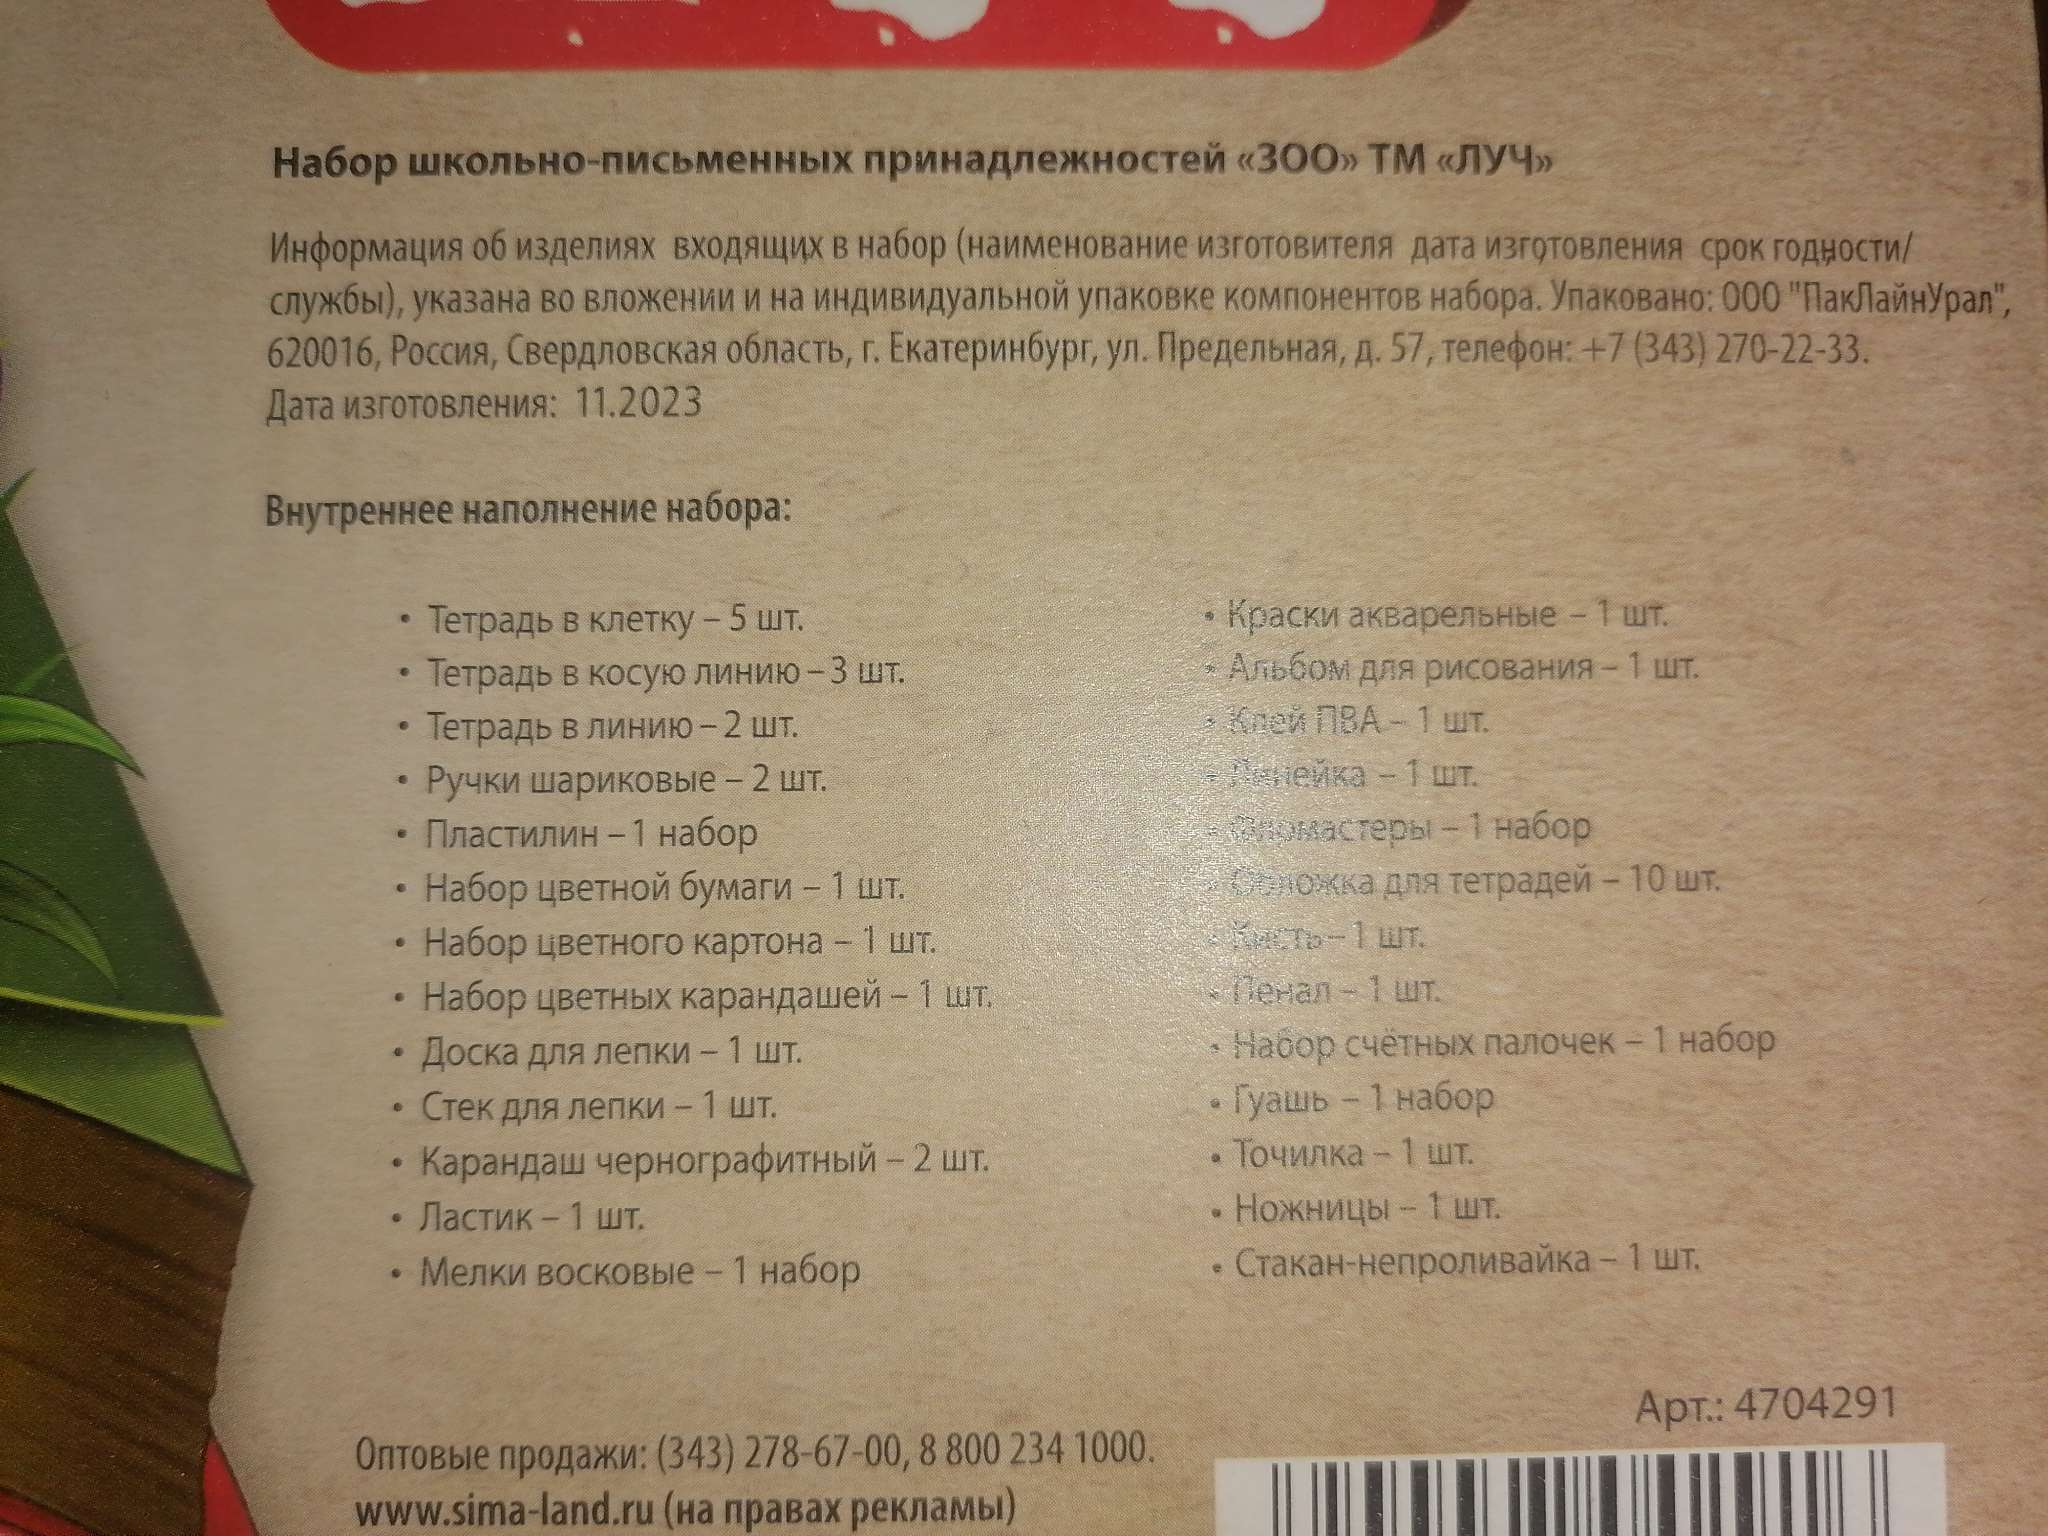 Набор школьно-письменных принадлежностей «ЗОО» ТМ «ЛУЧ»
Информация об изделиях входящих в набор (наименование изготовителя дата изготовления срок годности/
службы), указана во вложении и на индивидуальной упаковке компонентов набора. Упаковано: ООО "ПакЛайнУрал",
620016, Россия, Свердловская область, г. Екатеринбург, ул. Предельная, д. 57, телефон: +7 (343) 270-22-33.
Дата изготовления: 11.2023
Внутреннее наполнение набора:
• Тетрадь в клетку – 5 шт.
• Тетрадь в косую линию – 3 шт.
• Тетрадь в линию – 2 шт.
• Ручки шариковые – 2 шт.
• Пластилин – 1 набор
• Набор цветной бумаги – 1 шт.
• Набор цветного картона – 1 шт.
• Набор цветных карандашей – 1 шт.
• Доска для лепки – 1 шт.
• Стек для лепки – 1 шт.
• Карандаш чернографитный – 2 шт.
• Ластик – 1 шт.
• Мелки восковые – 1 набор
• Краски акварельные – 1 шт.
• Альбом для рисования – 1 шт.
• Клей ПВА – 1 шт.
• Линейка – 1 шт.
• Фломастеры – 1 набор
• Обложка для тетрадей – 10 шт.
• Кисть – 1 шт.
• Пенал – 1 шт.
• Набор счётных палочек – 1 набор
• Гуашь – 1 набор
• Точилка – 1 шт.
• Ножницы – 1 шт.
• Стакан-непроливайка – 1 шт.
Арт.: 4704291
Оптовые продажи: (343) 278-67-00, 8 800 234 1000.
www.sima-land.ru (на правах рекламы)